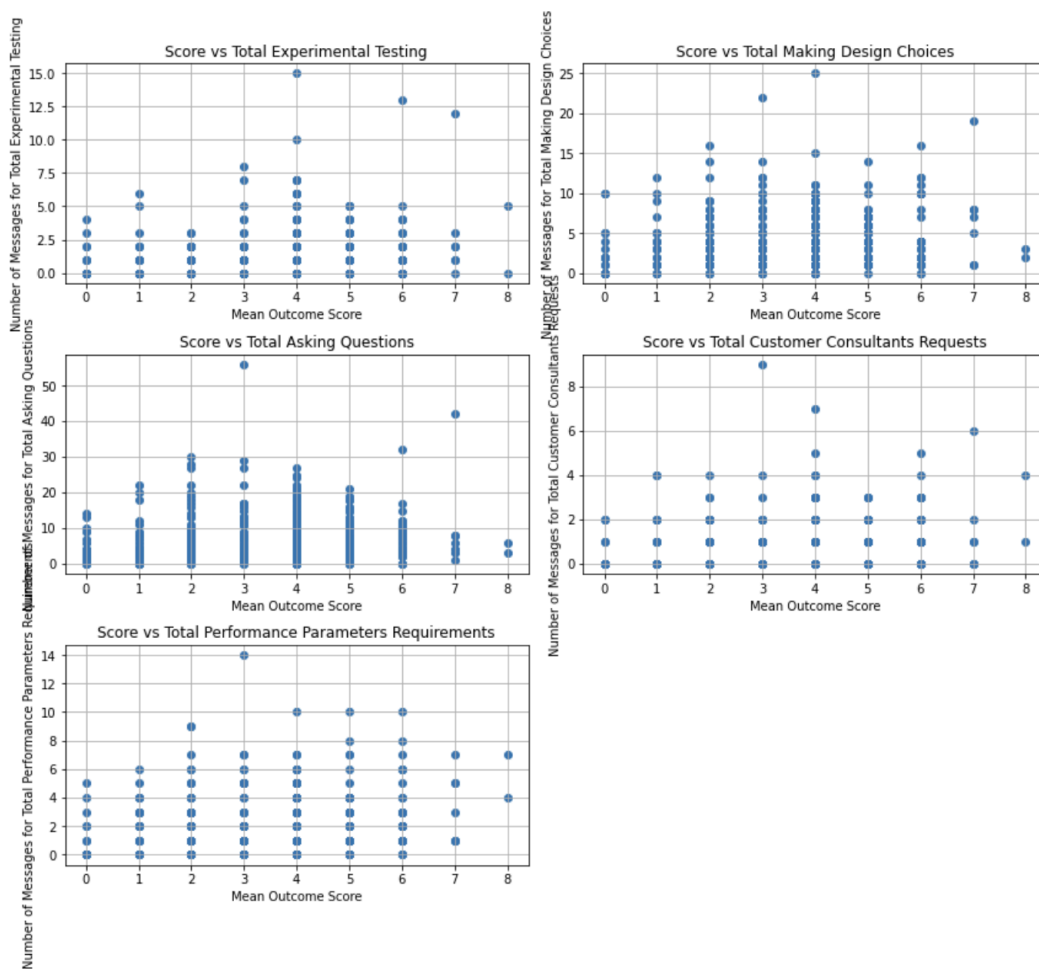 Score vs Total Experimental Testing
Number of Messages for Total Experimental Testing
15.0
12.5
10.0
7.5
5.0
2.5
0.0
0 1 2 3 4 5 6 7 8
Mean Outcome Score
Score vs Total Making Design Choices
Number of Messages for Total Making Design Choices
25
20
15
10
5
0
0 1 2 3 4 5 6 7 8
Mean Outcome Score
Score vs Total Asking Questions
Number of Messages for Total Asking Questions
50
40
30
20
10
0
0 1 2 3 4 5 6 7 8
Mean Outcome Score
Score vs Total Customer Consultants Requests
Number of Messages for Total Customer Consultants Requests
8
6
4
2
0
0 1 2 3 4 5 6 7 8
Mean Outcome Score
Score vs Total Performance Parameters Requirements
Number of Messages for Total Performance Parameters Requirements
14
12
10
8
6
4
2
0
0 1 2 3 4 5 6 7 8
Mean Outcome Score